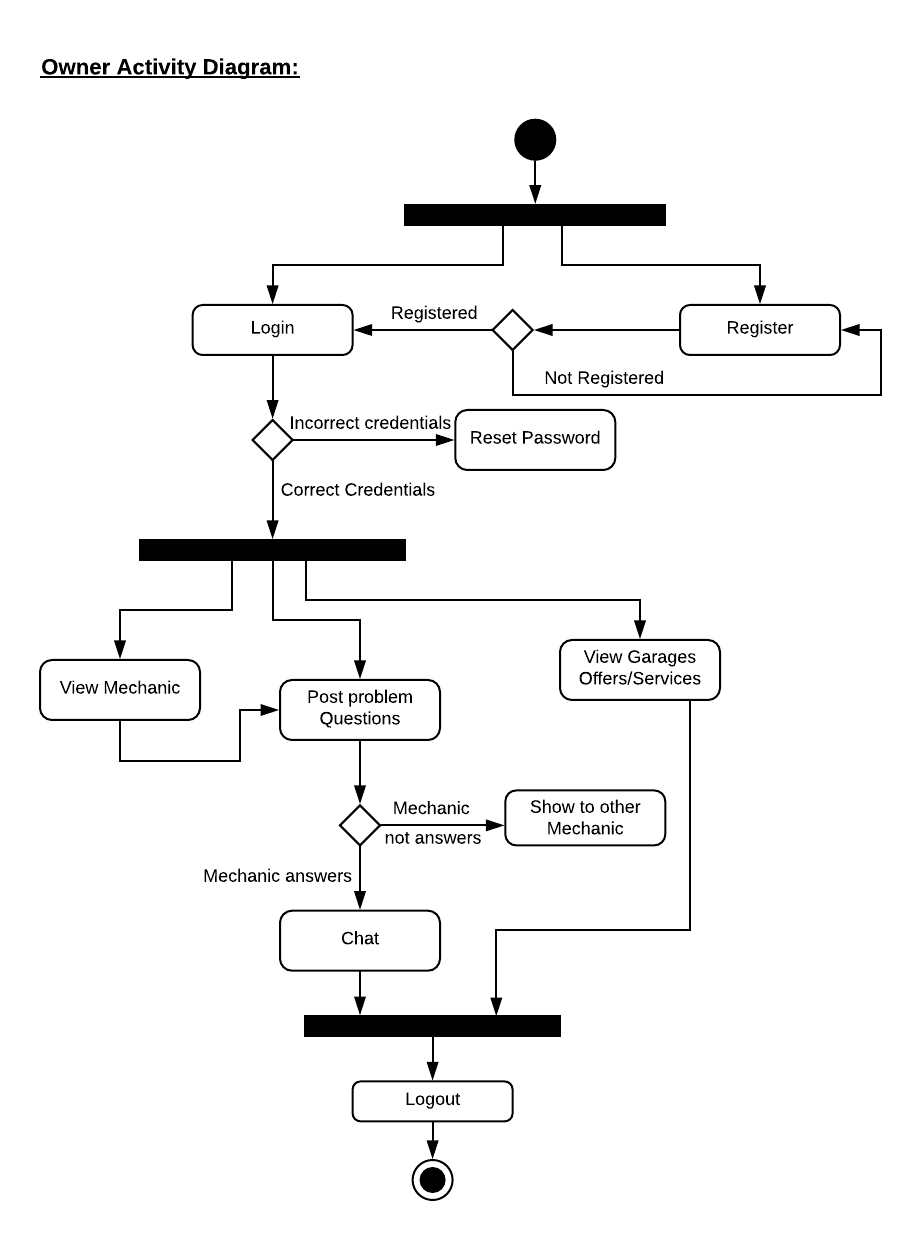 Owner Activity Diagram:
Registered
Login
Register
Not Registered
Incorrect credentials
Reset Password
Correct Credentials
View Garages
Offers/Services
View Mechanic
Post problem
Questions
Mechanic
not answers
Show to other
Mechanic
Mechanic answers
Chat
Logout